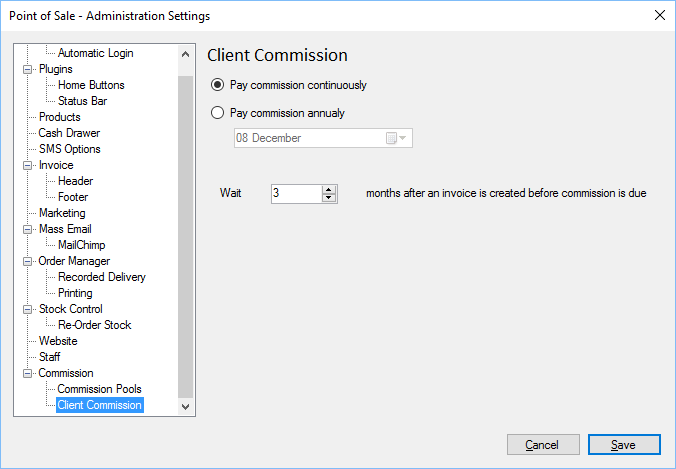 Point of Sale - Administration Settings
Automatic Login
Plugins
Home Buttons
Status Bar
Products
Cash Drawer
SMS Options
Invoice
Header
Footer
Marketing
Mass Email
MailChimp
Order Manager
Recorded Delivery
Printing
Stock Control
Re-Order Stock
Website
Staff
Commission
Commission Pools
Client Commission
Client Commission
Pay commission continuously
Pay commission annualy
08 December
Wait 3 months after an invoice is created before commission is due
Cancel Save